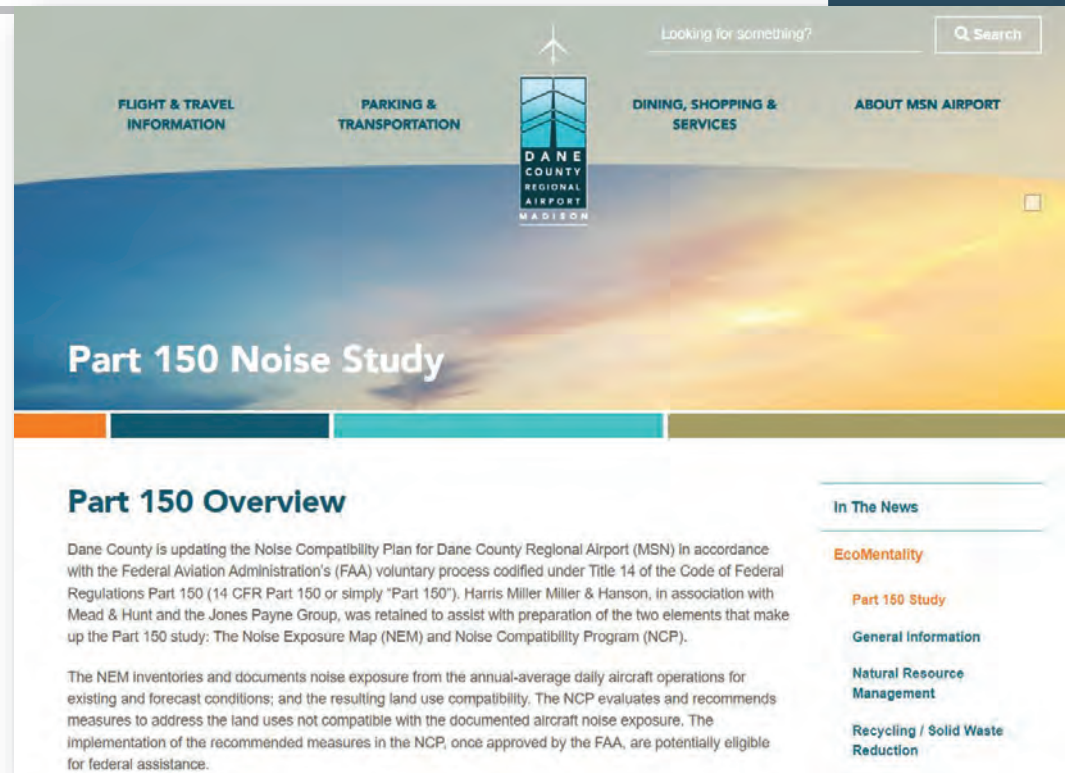 Looking for something?
Search
FLIGHT & TRAVEL
INFORMATION
PARKING &
TRANSPORTATION
DANE
COUNTY
REGIONAL
AIRPORT
MADISON
DINING, SHOPPING &
SERVICES
ABOUT MSN AIRPORT
Part 150 Noise Study
Part 150 Overview
Dane County is updating the Noise Compatibility Plan for Dane County Regional Airport (MSN) in accordance
with the Federal Aviation Administration's (FAA) voluntary process codified under Title 14 of the Code of Federal
Regulations Part 150 (14 CFR Part 150 or simply "Part 150"). Harris Miller Miller & Hanson, in association with
Mead & Hunt and the Jones Payne Group, was retained to assist with preparation of the two elements that make
up the Part 150 study: The Noise Exposure Map (NEM) and Noise Compatibility Program (NCP).
The NEM inventories and documents noise exposure from the annual-average daily aircraft operations for
existing and forecast conditions; and the resulting land use compatibility. The NCP evaluates and recommends
measures to address the land uses not compatible with the documented aircraft noise exposure. The
implementation of the recommended measures in the NCP, once approved by the FAA, are potentially eligible
for federal assistance.
In The News
EcoMentality
Part 150 Study
General Information
Natural Resource
Management
Recycling / Solid Waste
Reduction